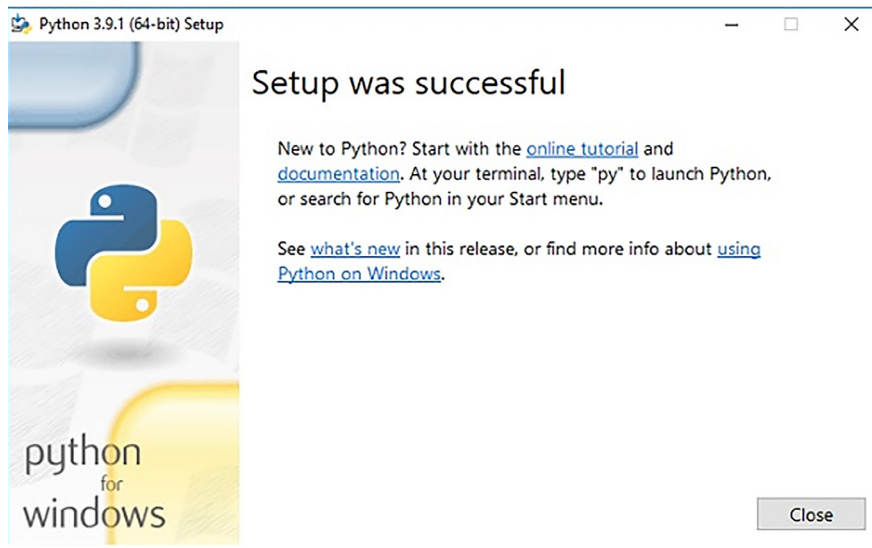 Python 3.9.1 (64-bit) Setup
Setup was successful
New to Python? Start with the online tutorial and
documentation. At your terminal, type "py" to launch Python,
or search for Python in your Start menu.
See what's new in this release, or find more info about using
Python on Windows.
python
for
windows
Close